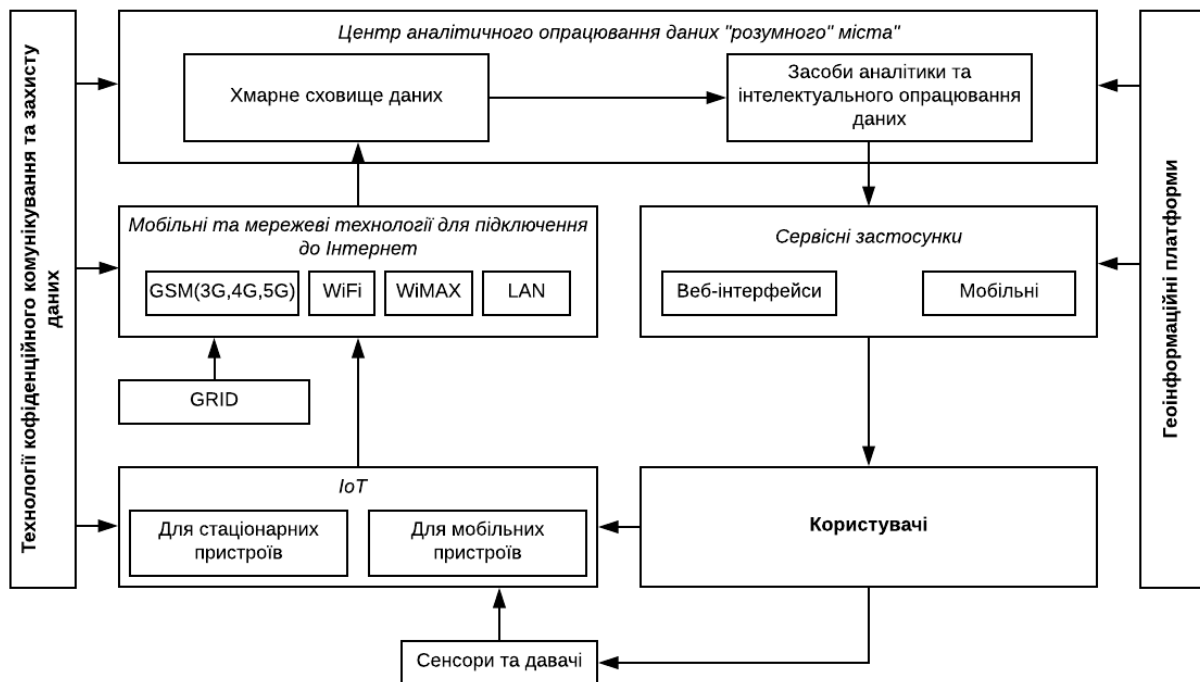 Технології кофіденційного комунікування та захисту
даних
Центр аналітичного опрацювання даних "розумного" міста"
Хмарне сховище даних
Засоби аналітики та
інтелектуального опрацювання
даних
Мобільні та мережеві технології для підключення
до Інтернет
GSM(3G,4G,5G)
WiFi
WiMAX
LAN
Сервісні застосунки
Веб-інтерфейси
Мобільні
GRID
IoT
Для стаціонарних
пристроїв
Для мобільних
пристроїв
Користувачі
Сенсори та давачі
Геоінформаційні платформи